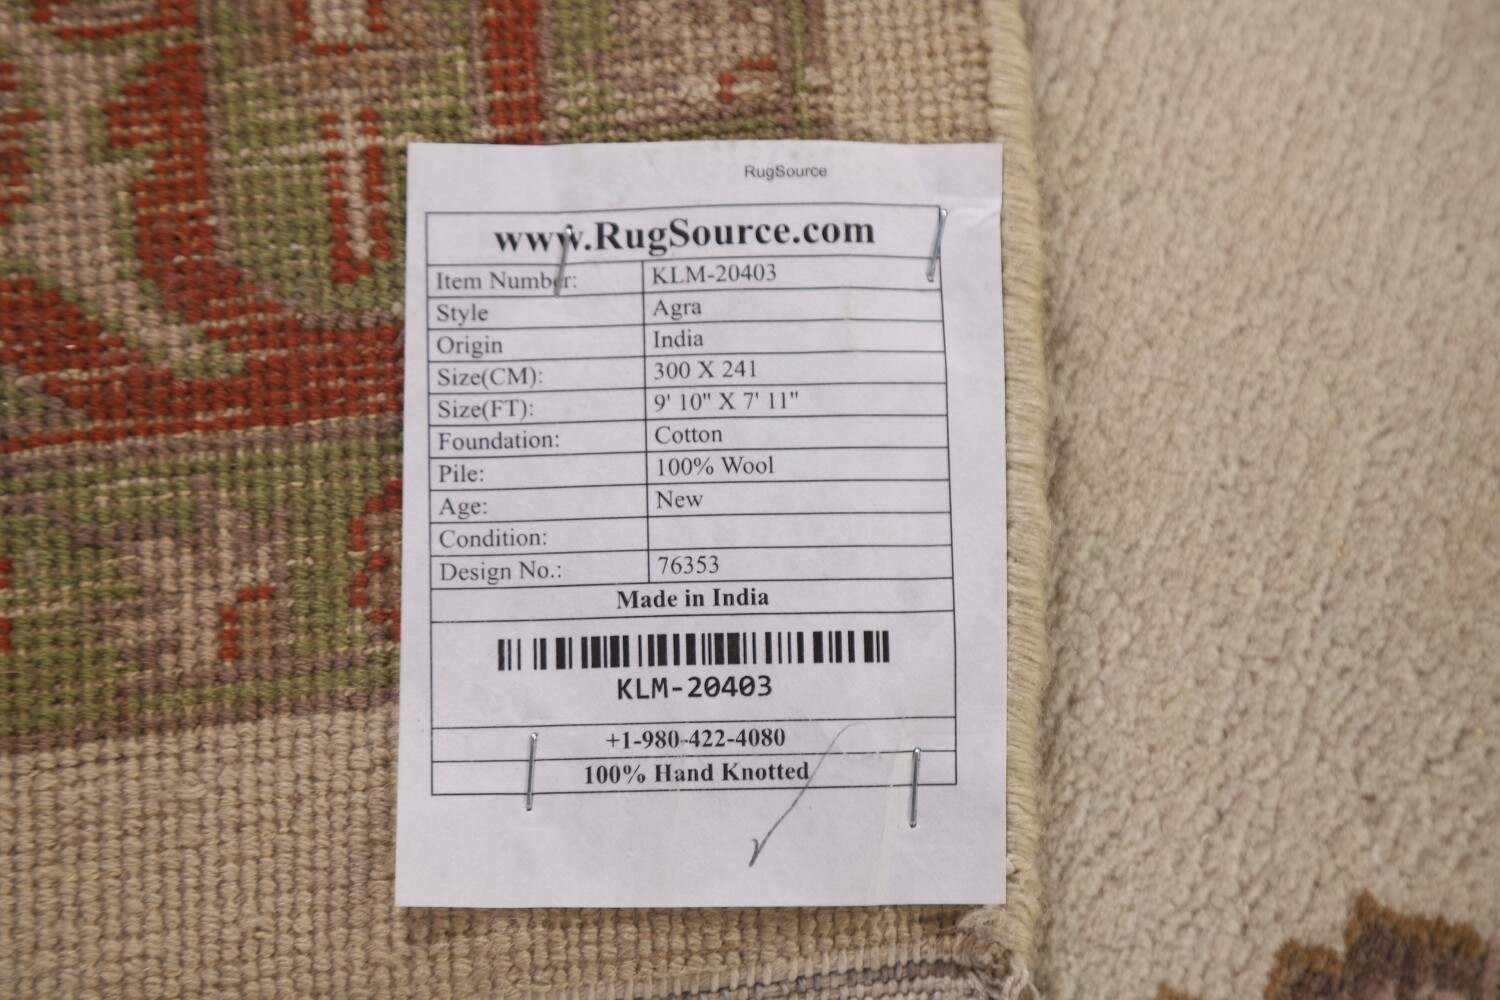 RugSource
www.RugSource.com
Item Number: KLM-20403
Style Agra
Origin India
Size(CM): 300 X 241
Size(FT): 9' 10" X 7' 11"
Foundation: Cotton
Pile: 100% Wool
Age: New
Condition:
Design No.: 76353
Made in India
KLM-20403
+1-980-422-4080
100% Hand Knotted